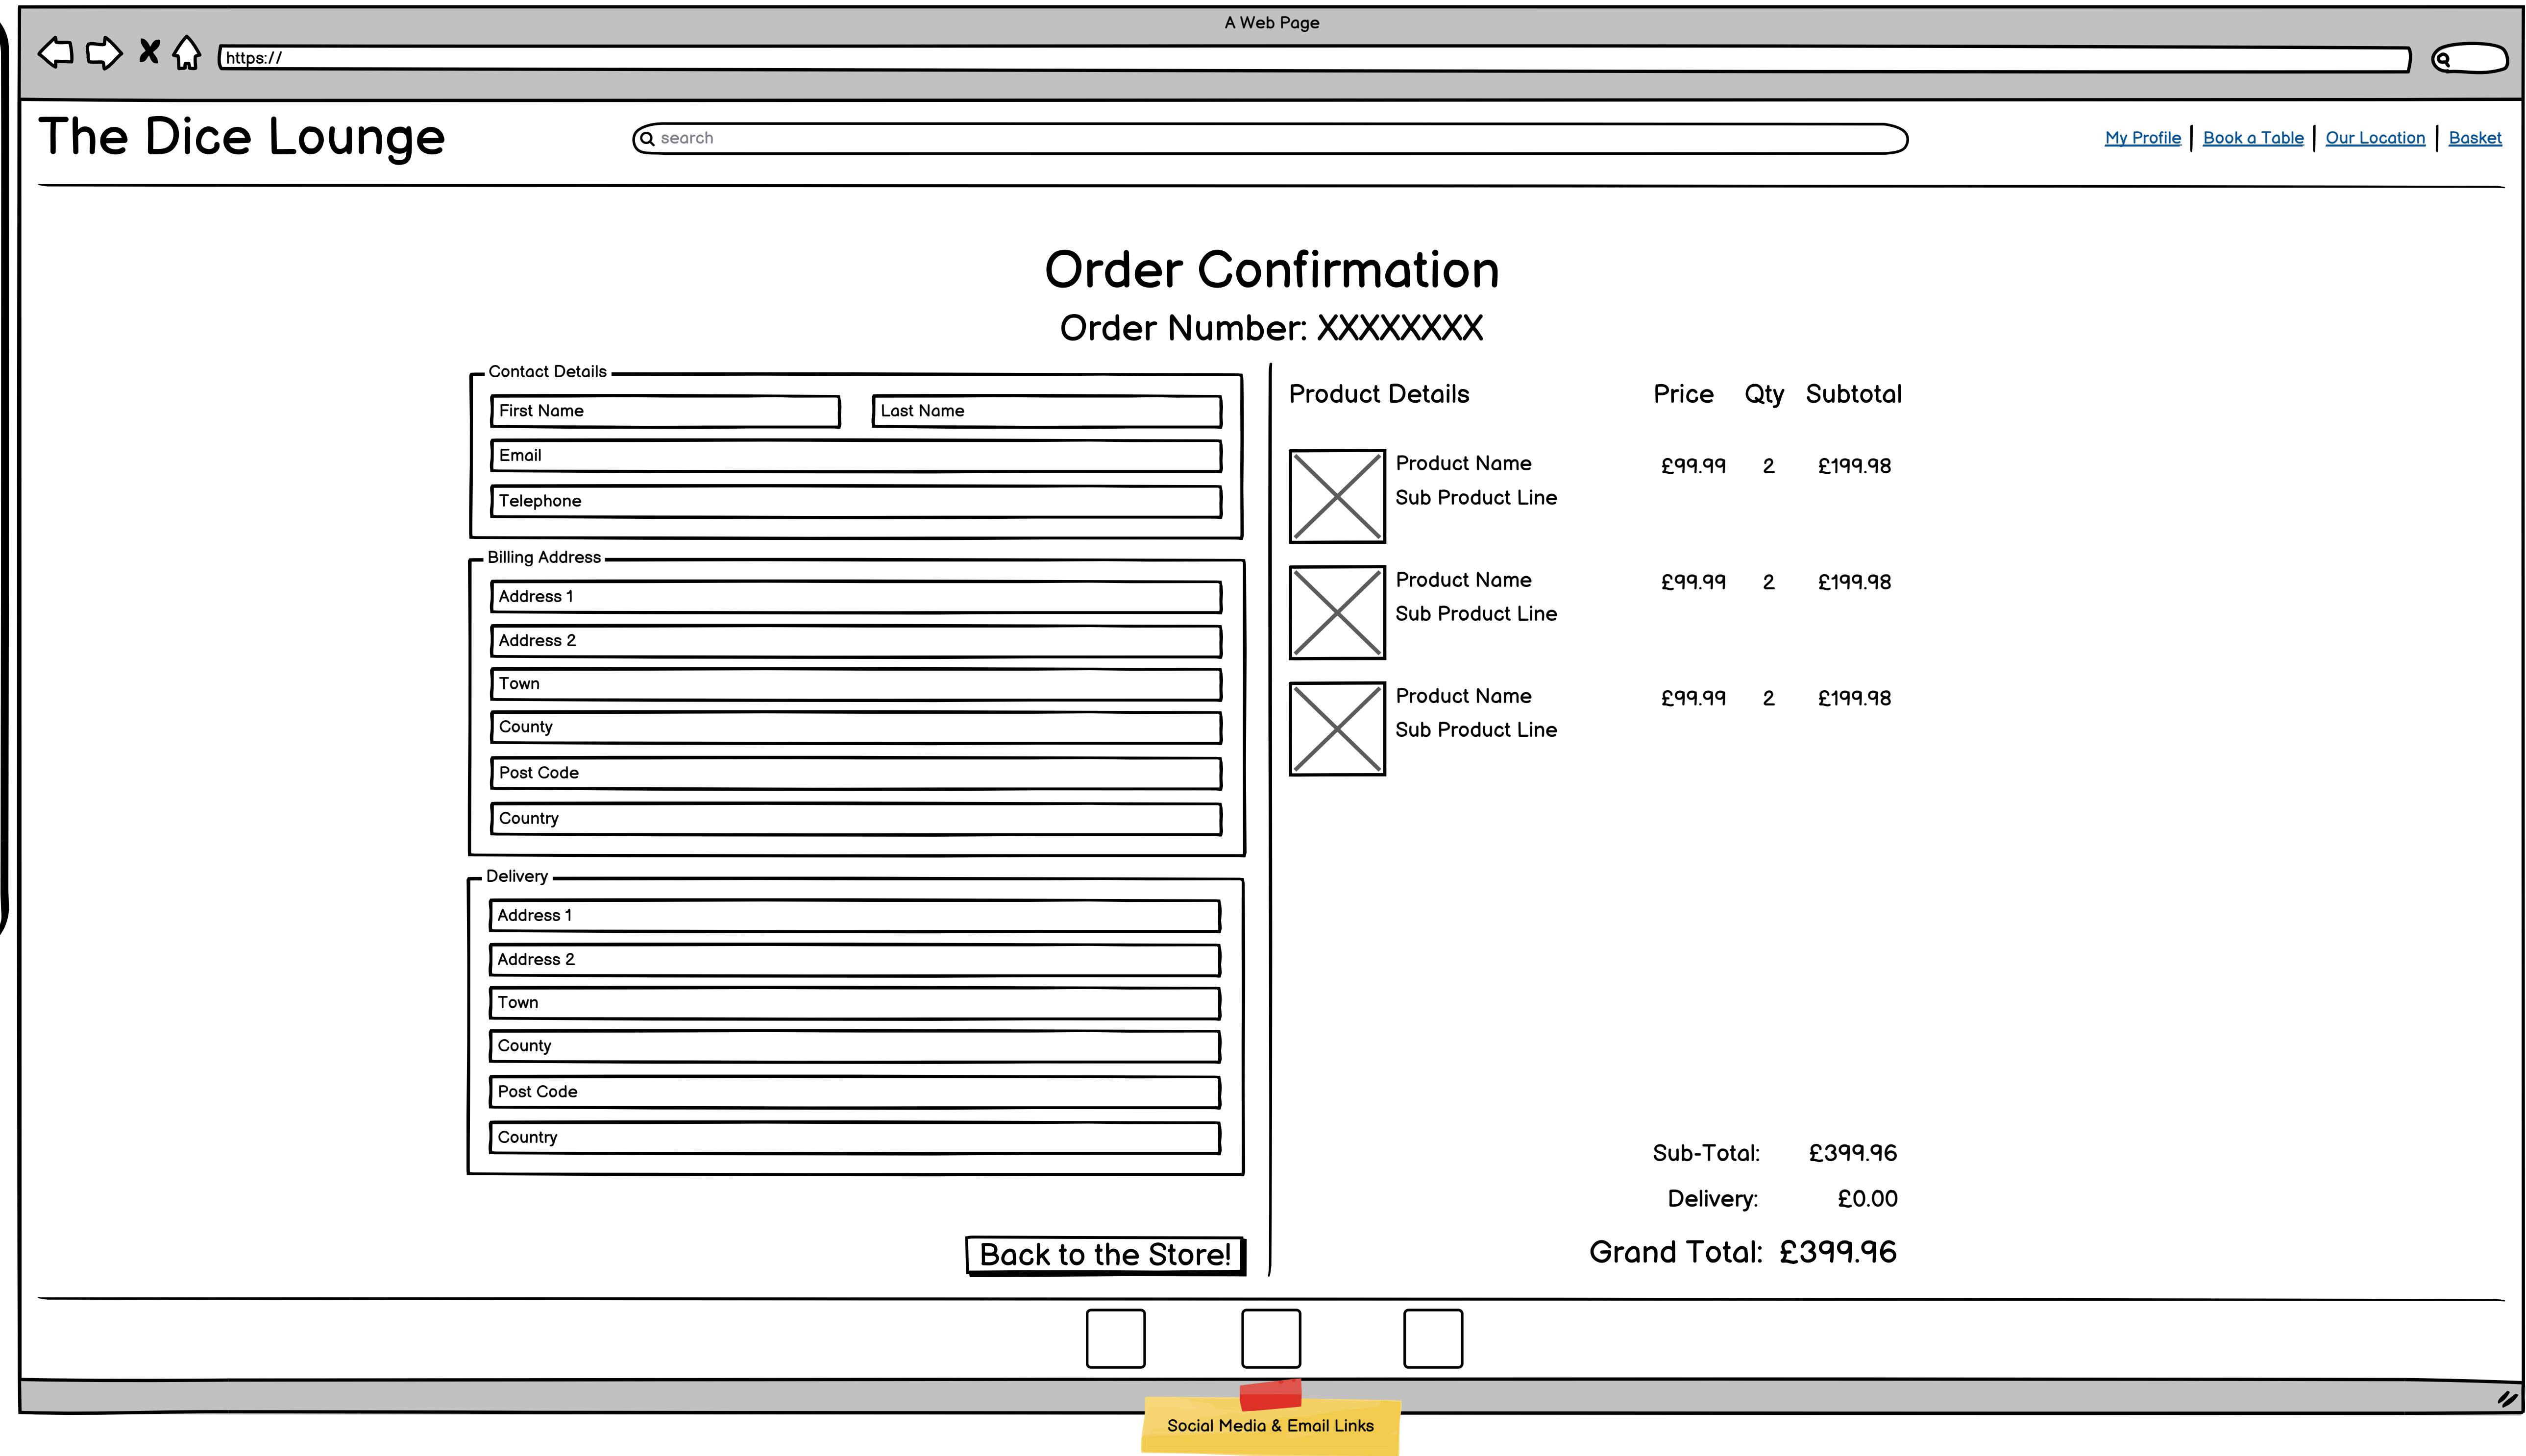 A Web Page
https://
The Dice Lounge
search
My Profile
Book a Table
Our Location
Basket
Order Confirmation
Order Number: XXXXXXXX
Contact Details
First Name
Last Name
Email
Telephone
Billing Address
Address 1
Address 2
Town
County
Post Code
Country
Delivery
Address 1
Address 2
Town
County
Post Code
Country
Back to the Store!
Product Details Price Qty Subtotal
Product Name £99.99 2 £199.98
Sub Product Line
Product Name £99.99 2 £199.98
Sub Product Line
Product Name £99.99 2 £199.98
Sub Product Line
Sub-Total: £399.96
Delivery: £0.00
Grand Total: £399.96
Social Media & Email Links